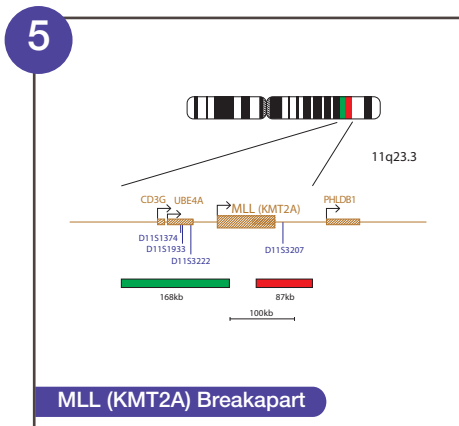 5
11q23.3
CD3G UBE4A
MLL (KMT2A)
PHLDB1
D11S1374
D11S1933
D11S3222
D11S3207
168kb
87kb
100kb
MLL (KMT2A) Breakapart